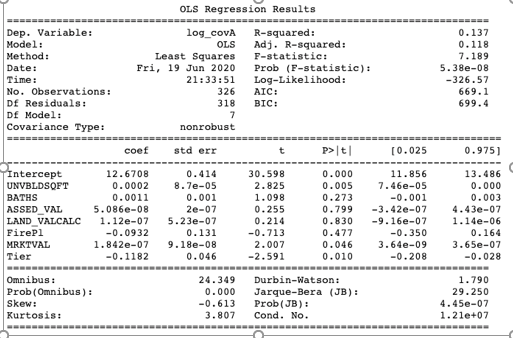 OLS Regression Results
Dep. Variable: log_covA R-squared: 0.137
Model: OLS Adj. R-squared: 0.118
Method: Least Squares F-statistic: 7.189
Date: Fri, 19 Jun 2020 Prob (F-statistic): 5.38e-08
Time: 21:33:51 Log-Likelihood: -326.57
No. Observations: 326 AIC: 669.1
Df Residuals: 318 BIC: 699.4
Df Model: 7
Covariance Type: nonrobust
coef std err t P>|t| [0.025 0.975]
Intercept 12.6708 0.414 30.598 0.000 11.856 13.486
UNVBLDSQFT 0.0002 8.7e-05 2.825 0.005 7.46e-05 0.000
BATHS 0.0011 0.001 1.098 0.273 -0.001 0.003
ASSED_VAL 5.086e-08 2e-07 0.255 0.799 -3.42e-07 4.43e-07
LAND_VALCALC 1.12e-07 5.23e-07 0.214 0.830 -9.16e-07 1.14e-06
FirePl -0.0932 0.131 -0.713 0.477 -0.350 0.164
MRKTVAL 1.842e-07 9.18e-08 2.007 0.046 3.64e-09 3.65e-07
Tier -0.1182 0.046 -2.591 0.010 -0.208 -0.028
Omnibus: 24.349 Durbin-Watson: 1.790
Prob(Omnibus): 0.000 Jarque-Bera (JB): 29.250
Skew: -0.613 Prob(JB): 4.45e-07
Kurtosis: 3.807 Cond. No. 1.21e+07